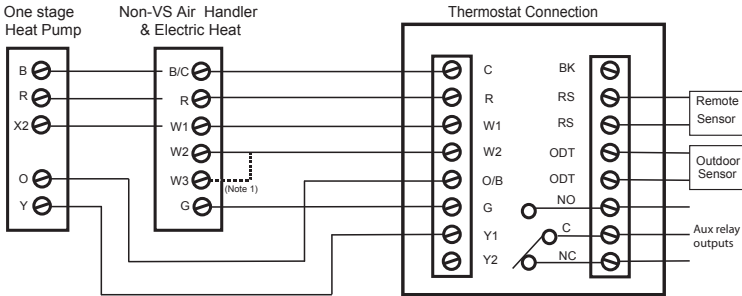 One stage
Heat Pump
Non-VS Air Handler
& Electric Heat
Thermostat Connection
B
R
X2
O
Y
B/C
R
W1
W2
W3
(Note 1)
G
C
R
W1
W2
O/B
G
Y1
Y2
BK
RS
RS
ODT
ODT
NO
C
NC
Remote
Sensor
Outdoor
Sensor
Aux relay
outputs